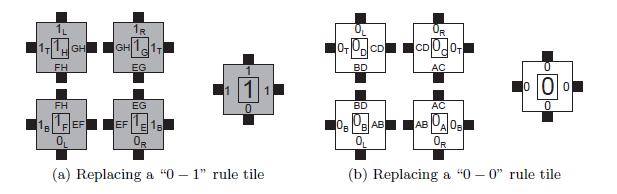 1L 1R
1T 1H GH GH 1G 1T
FH EG
1 1 1 0
FH EG
1B 1F EF EF 1E 1B
0L 0R
0L 0R
0T 0D CD CD 0C 0T
BD AC
0 0 0 0 0
BD AC
0B 0B AB AB 0A 0B
0L 0R
(a) Replacing a “0 − 1” rule tile
(b) Replacing a “0 − 0” rule tile